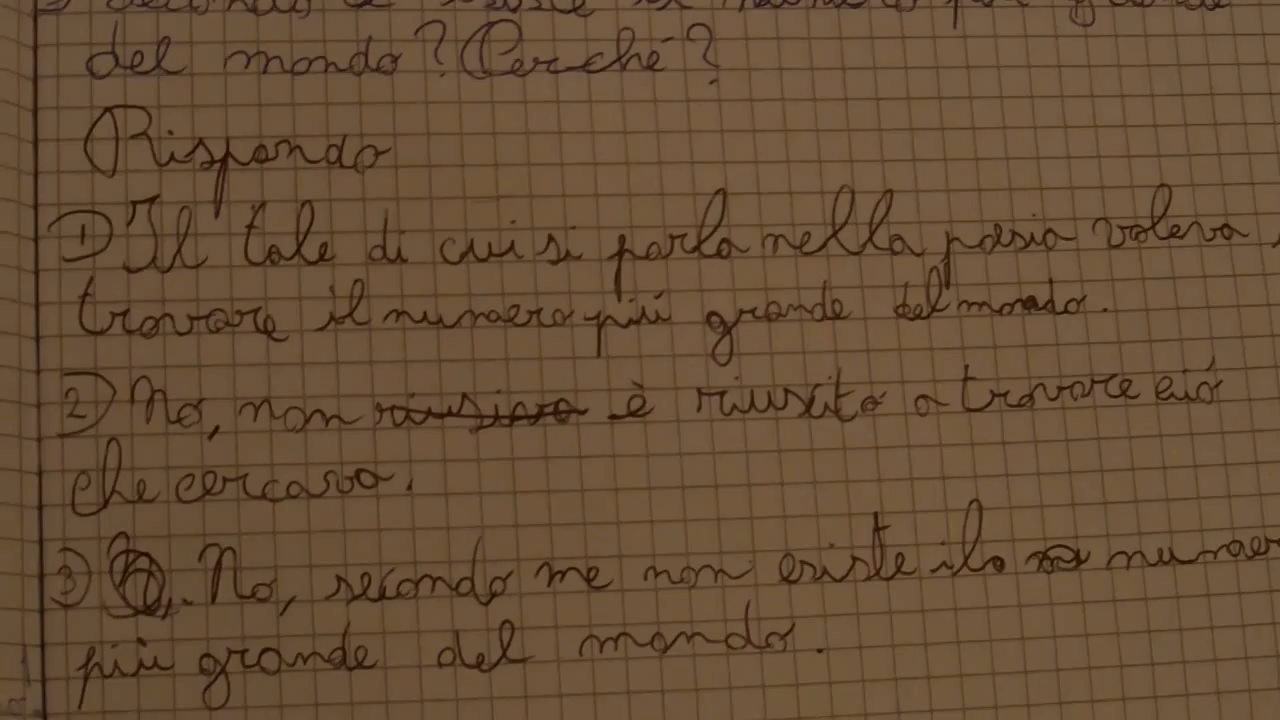 del mondo? Perché?
Rispondo
1) Il tale di cui si parla nella poesia voleva
trovare il numero più grande del mondo.
2) No, non è riuscito a trovare ciò
che cercava.
3) No, secondo me non esiste il numer
più grande del mondo.